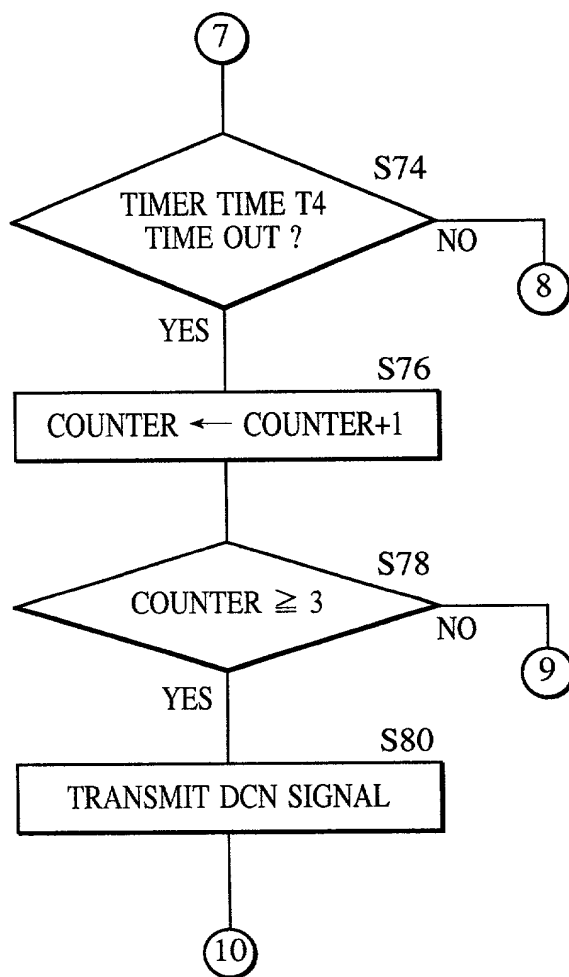 7
S74
TIMER TIME T4
TIME OUT ?
NO
8
YES
S76
COUNTER ← COUNTER+1
S78
COUNTER ≧ 3
NO
9
YES
S80
TRANSMIT DCN SIGNAL
10